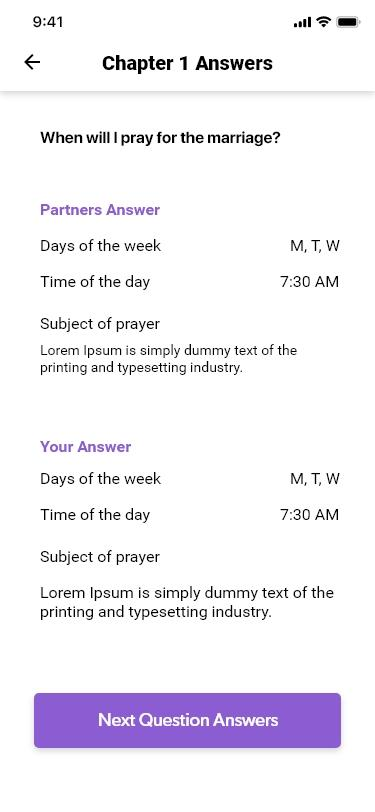 9:41
Chapter 1 Answers
When will I pray for the marriage?
Partners Answer
Days of the week M, T, W
Time of the day 7:30 AM
Subject of prayer
Lorem Ipsum is simply dummy text of the
printing and typesetting industry.
Your Answer
Days of the week M, T, W
Time of the day 7:30 AM
Subject of prayer
Lorem Ipsum is simply dummy text of the
printing and typesetting industry.
Next Question Answers